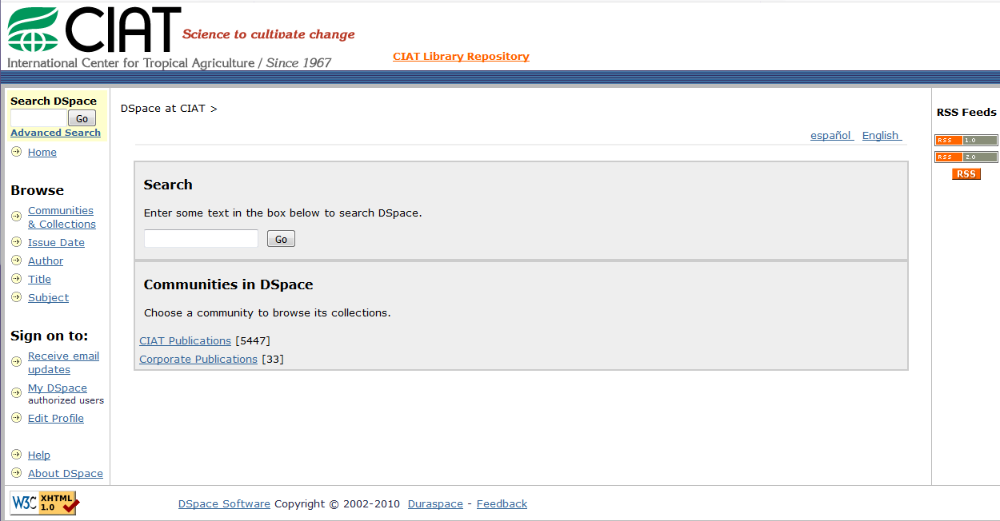 CIAT
Science to cultivate change
International Center for Tropical Agriculture / Since 1967
CIAT Library Repository
Search DSpace
Go
Advanced Search
Home
Browse
Communities
& Collections
Issue Date
Author
Title
Subject
Sign on to:
Receive email
updates
My DSpace
authorized users
Edit Profile
Help
About DSpace
DSpace at CIAT >
español English
Search
Enter some text in the box below to search DSpace.
Go
Communities in DSpace
Choose a community to browse its collections.
CIAT Publications [5447]
Corporate Publications [33]
RSS Feeds
RSS 1.0
RSS 2.0
RSS
W3C XHTML
1.0
DSpace Software Copyright © 2002-2010 Duraspace - Feedback